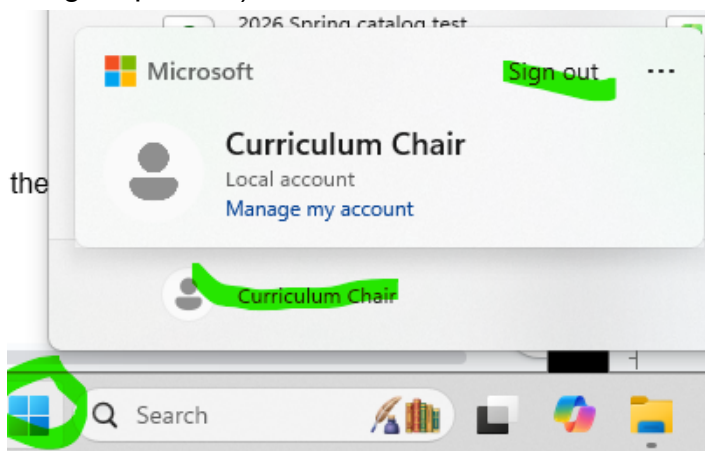 2026 Spring catalog test
Microsoft
Sign out
Curriculum Chair
Local account
the
Manage my account
Curriculum Chair
Search